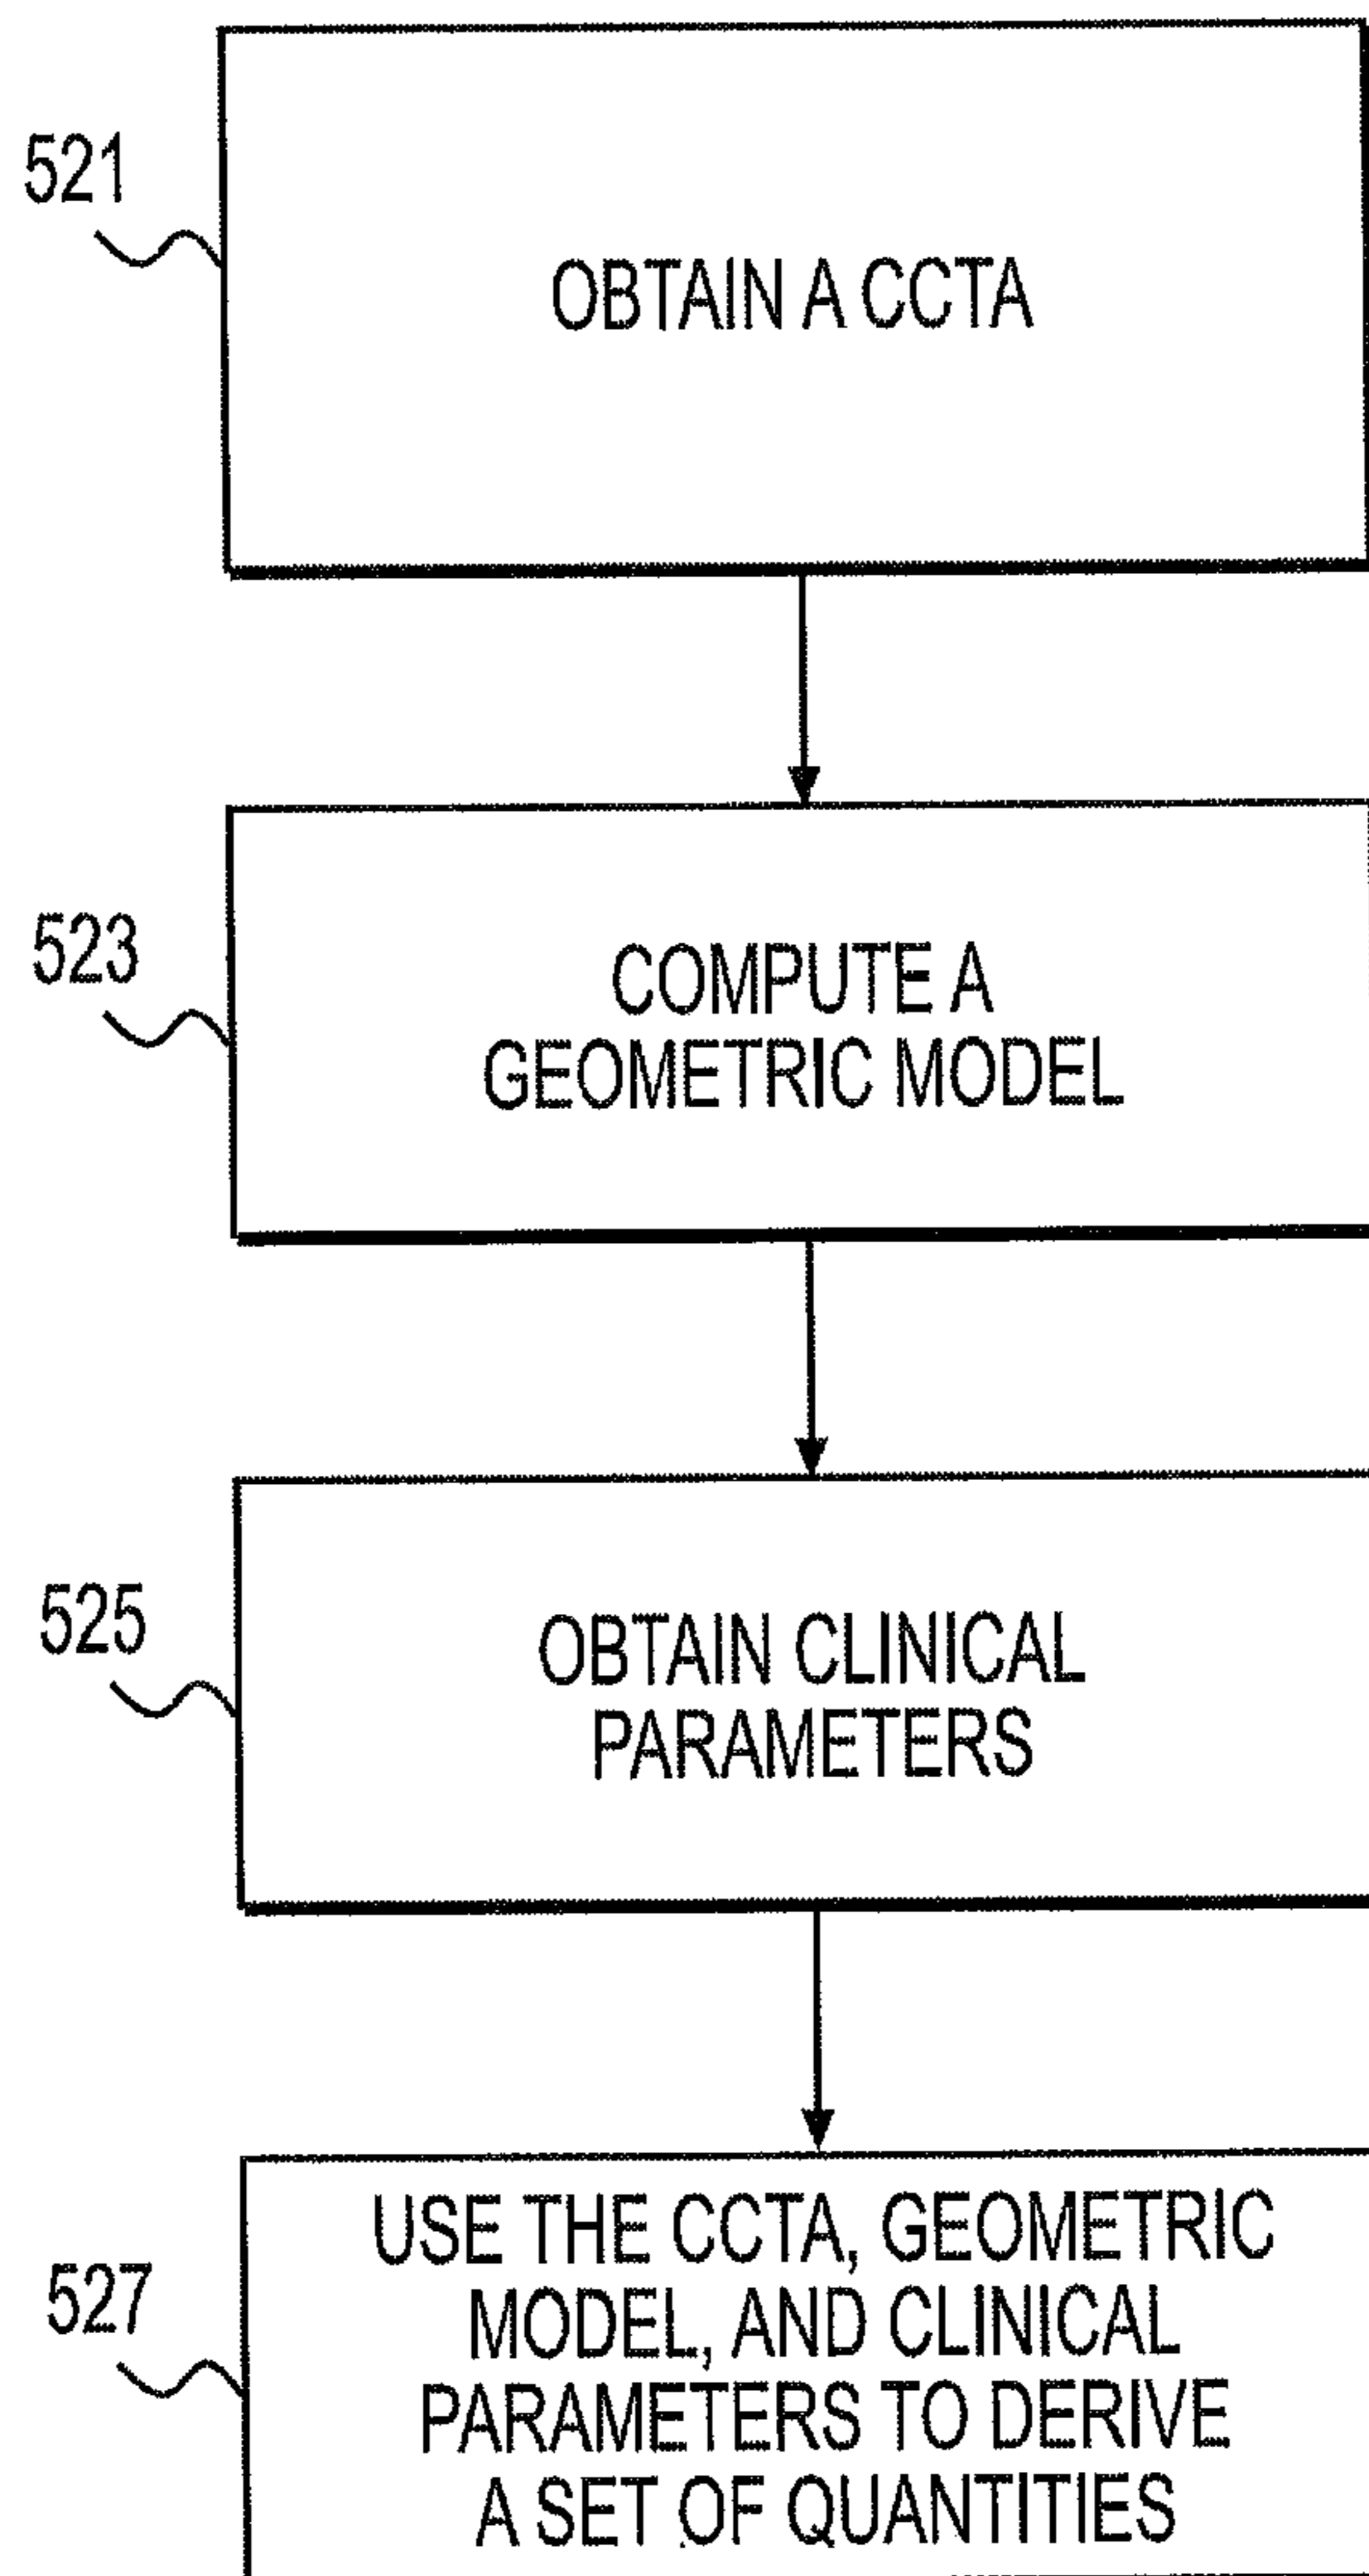 521
OBTAIN A CCTA
523
COMPUTE A
GEOMETRIC MODEL
525
OBTAIN CLINICAL
PARAMETERS
527
USE THE CCTA, GEOMETRIC
MODEL, AND CLINICAL
PARAMETERS TO DERIVE
A SET OF QUANTITIES